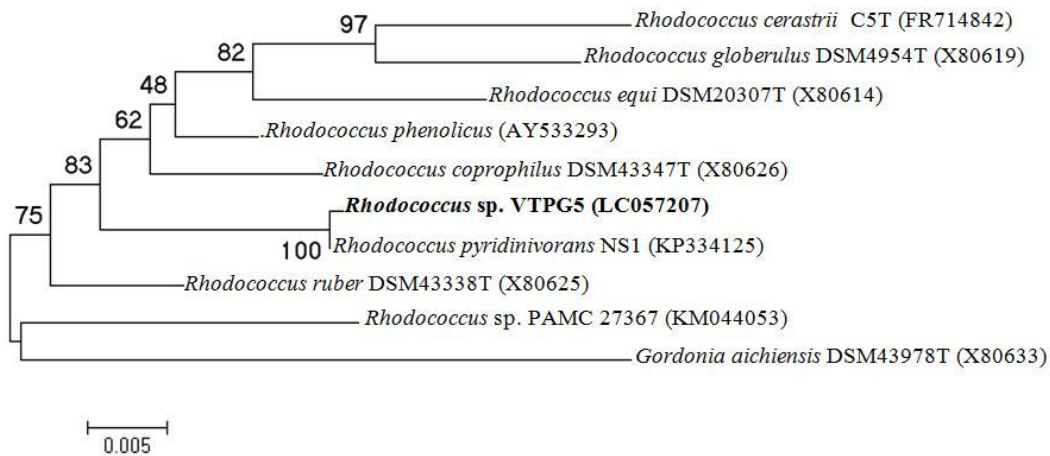 97
Rhodococcus cerastrii C5T (FR714842)
82
Rhodococcus globerulus DSM4954T (X80619)
48
Rhodococcus equi DSM20307T (X80614)
62
.Rhodococcus phenolicus (AY533293)
83
Rhodococcus coprophilus DSM43347T (X80626)
75
Rhodococcus sp. VTPG5 (LC057207)
100
Rhodococcus pyridinivorans NS1 (KP334125)
Rhodococcus ruber DSM43338T (X80625)
Rhodococcus sp. PAMC 27367 (KM044053)
Gordonia aichiensis DSM43978T (X80633)
0.005